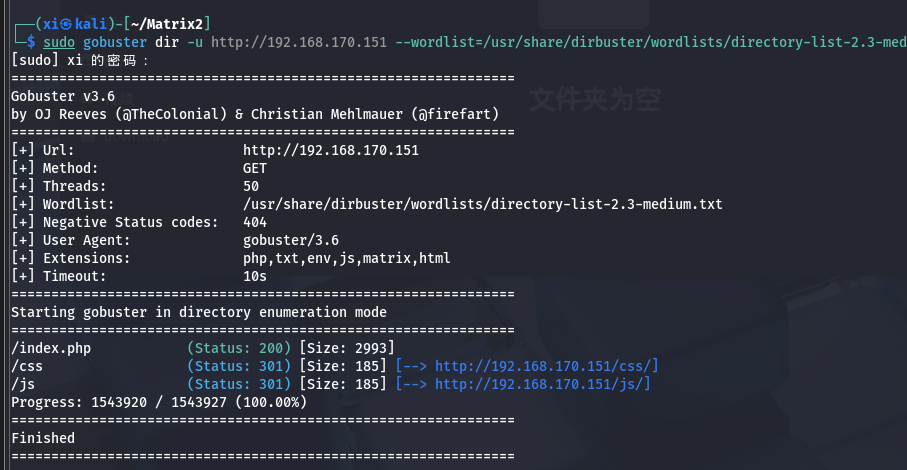 ┌──(xi㉿kali)-[~/Matrix2]
└─$ sudo gobuster dir -u http://192.168.170.151 --wordlist=/usr/share/dirbuster/wordlists/directory-list-2.3-med
[sudo] xi 的密码：
文件夹为空
===============================================================
Gobuster v3.6
by OJ Reeves (@TheColonial) & Christian Mehlmauer (@firefart)
===============================================================
[+] Url:                     http://192.168.170.151
[+] Method:                  GET
[+] Threads:                 50
[+] Wordlist:                /usr/share/dirbuster/wordlists/directory-list-2.3-medium.txt
[+] Negative Status codes:   404
[+] User Agent:              gobuster/3.6
[+] Extensions:              php,txt,env,js,matrix,html
[+] Timeout:                 10s
===============================================================
Starting gobuster in directory enumeration mode
===============================================================
/index.php            (Status: 200) [Size: 2993]
/css                  (Status: 301) [Size: 185] [--> http://192.168.170.151/css/]
/js                   (Status: 301) [Size: 185] [--> http://192.168.170.151/js/]
Progress: 1543920 / 1543927 (100.00%)
===============================================================
Finished
===============================================================